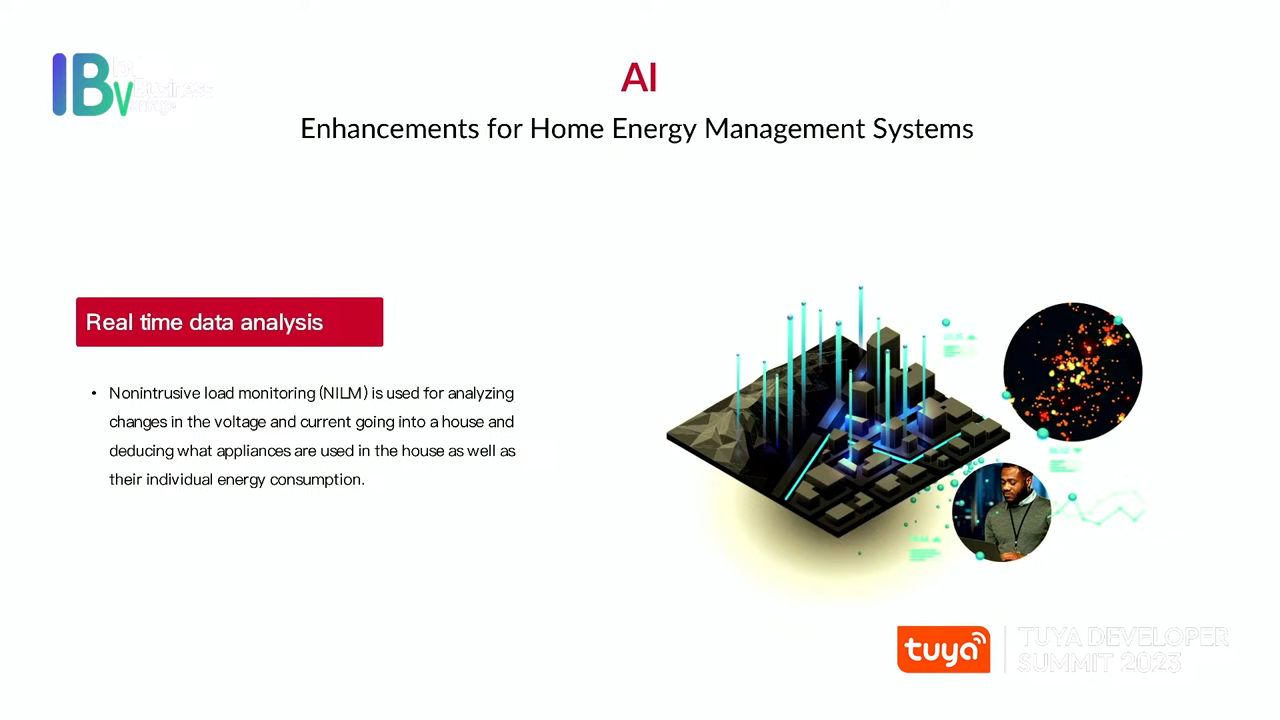 IBV
Business
AI
Enhancements for Home Energy Management Systems
Real time data analysis
• Nonintrusive load monitoring (NILM) is used for analyzing
changes in the voltage and current going into a house and
deducing what appliances are used in the house as well as
their individual energy consumption.
tuya
TUYA DEVELOPER
SUMMIT 2023